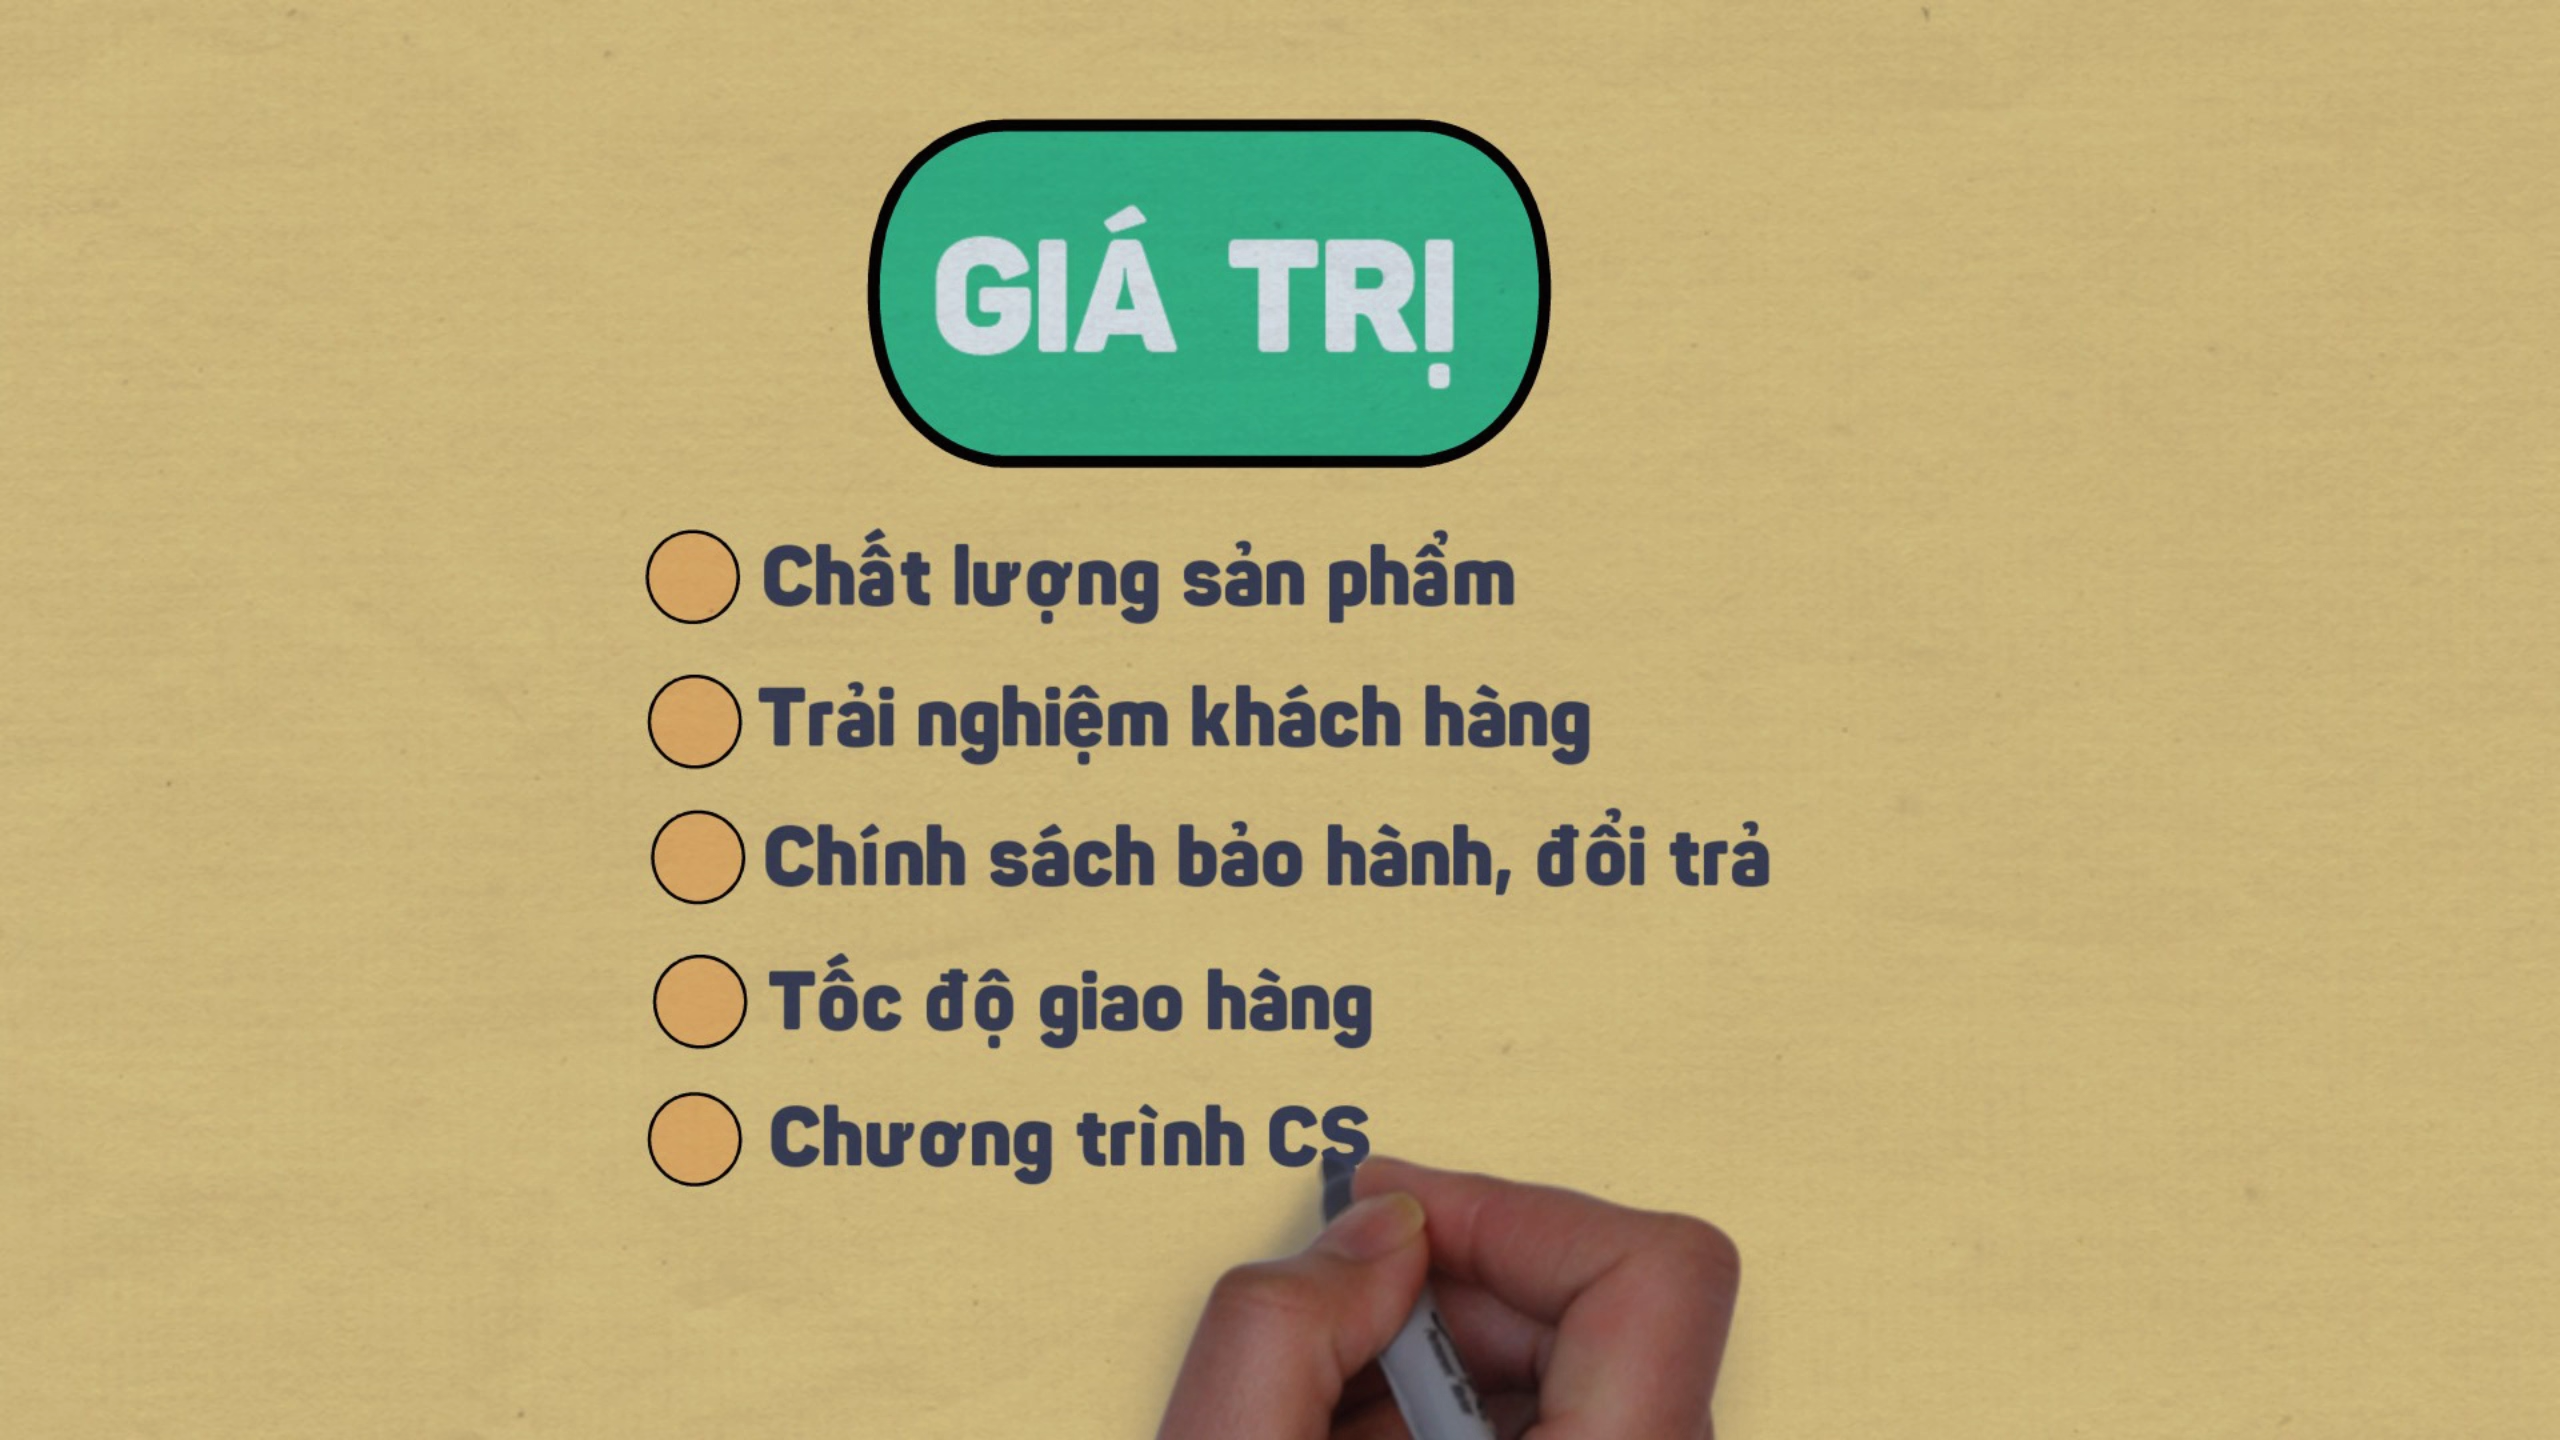 GIÁ TRỊ
Chất lượng sản phẩm
Trải nghiệm khách hàng
Chính sách bảo hành, đổi trả
Tốc độ giao hàng
Chương trình CS